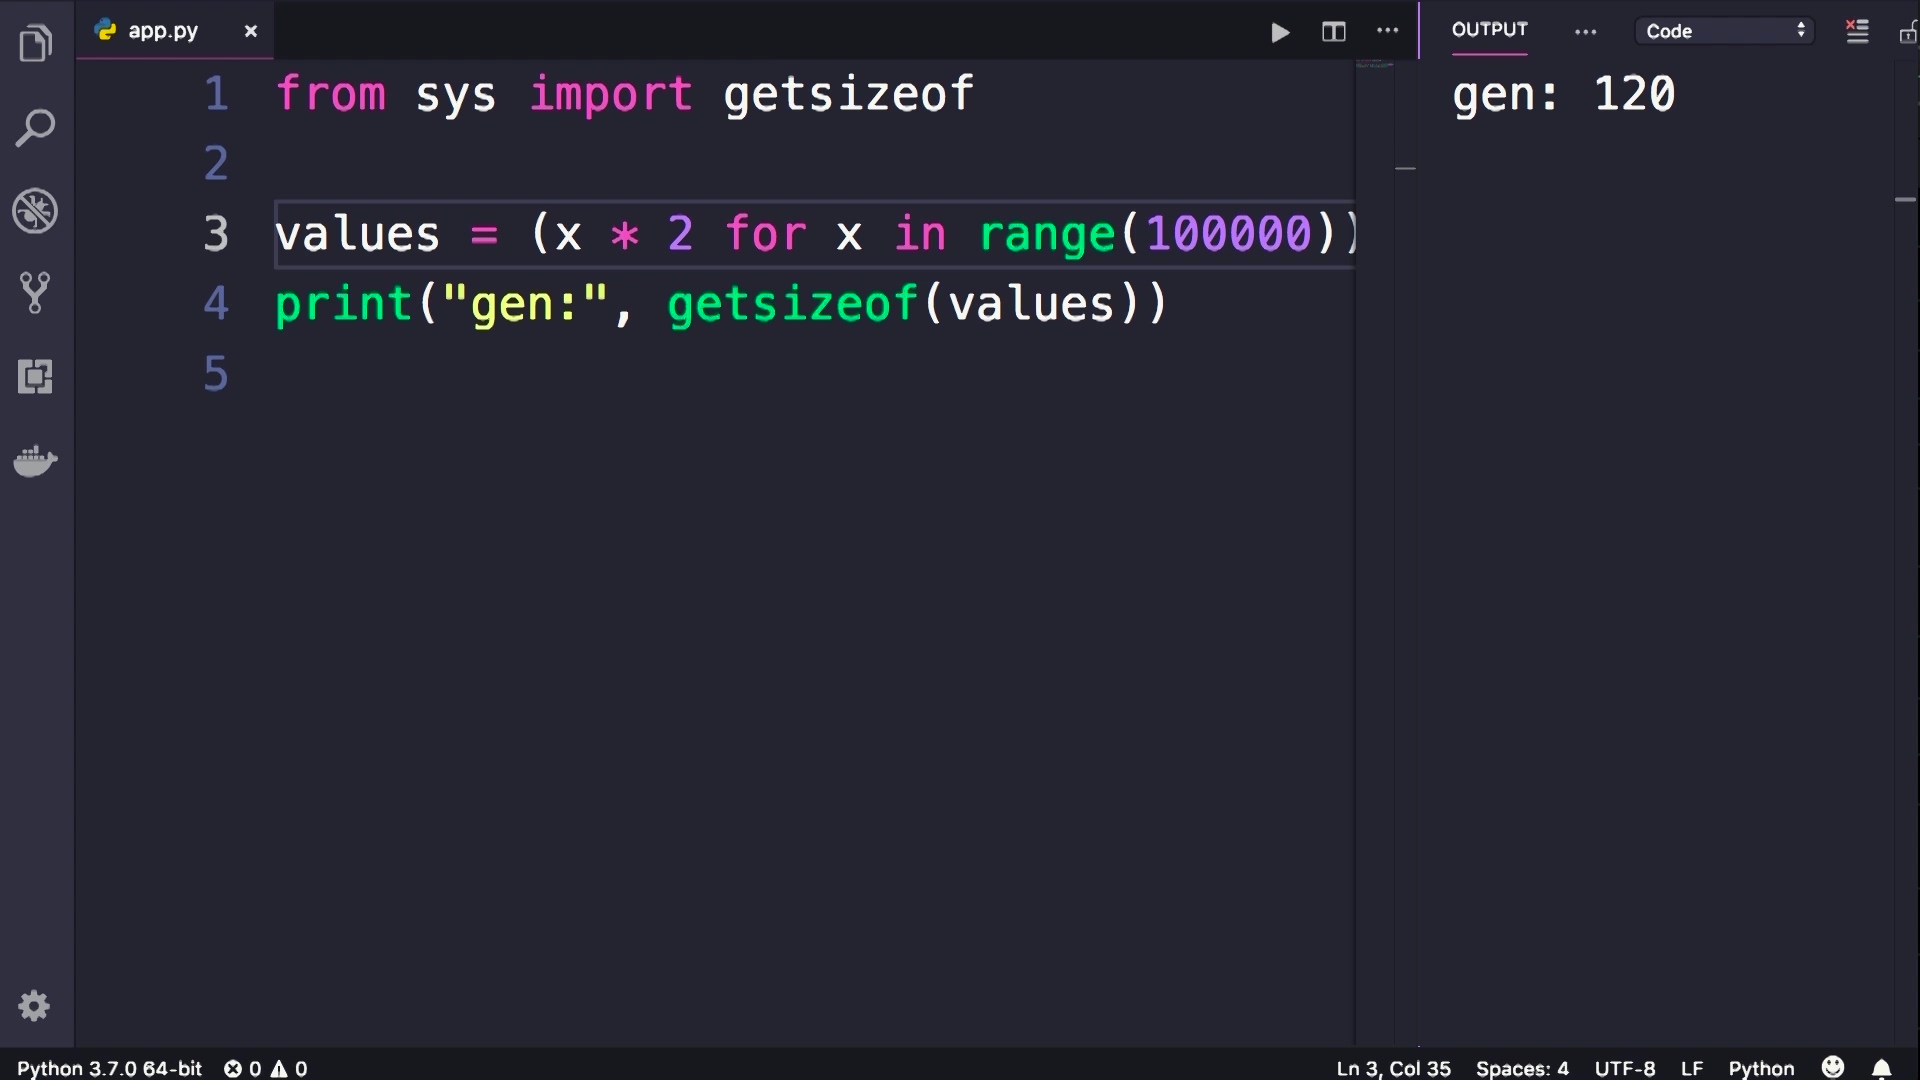 app.py ×
OUTPUT
Code
1 from sys import getsizeof
2
3 values = (x * 2 for x in range(100000))
4 print("gen:", getsizeof(values))
5
gen: 120
Python 3.7.0 64-bit 0 0
Ln 3, Col 35 Spaces: 4 UTF-8 LF Python